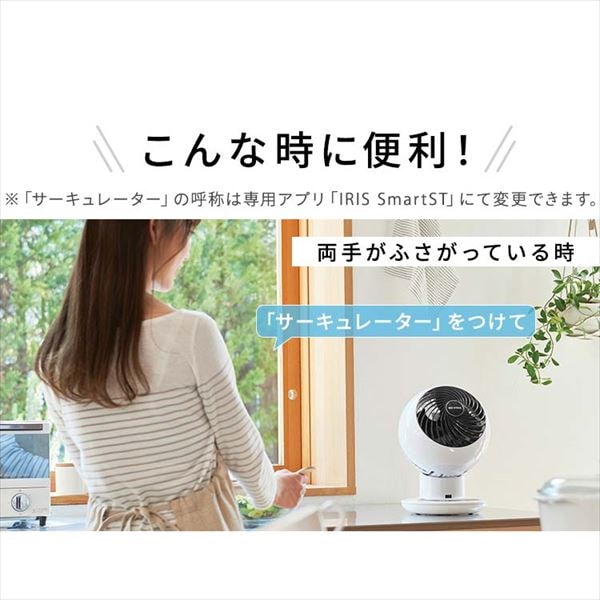 こんな時に便利!
※「サーキュレーター」の呼称は専用アプリ「IRIS SmartST」にて変更できます。
両手がふさがっている時
「サーキュレーター」をつけて